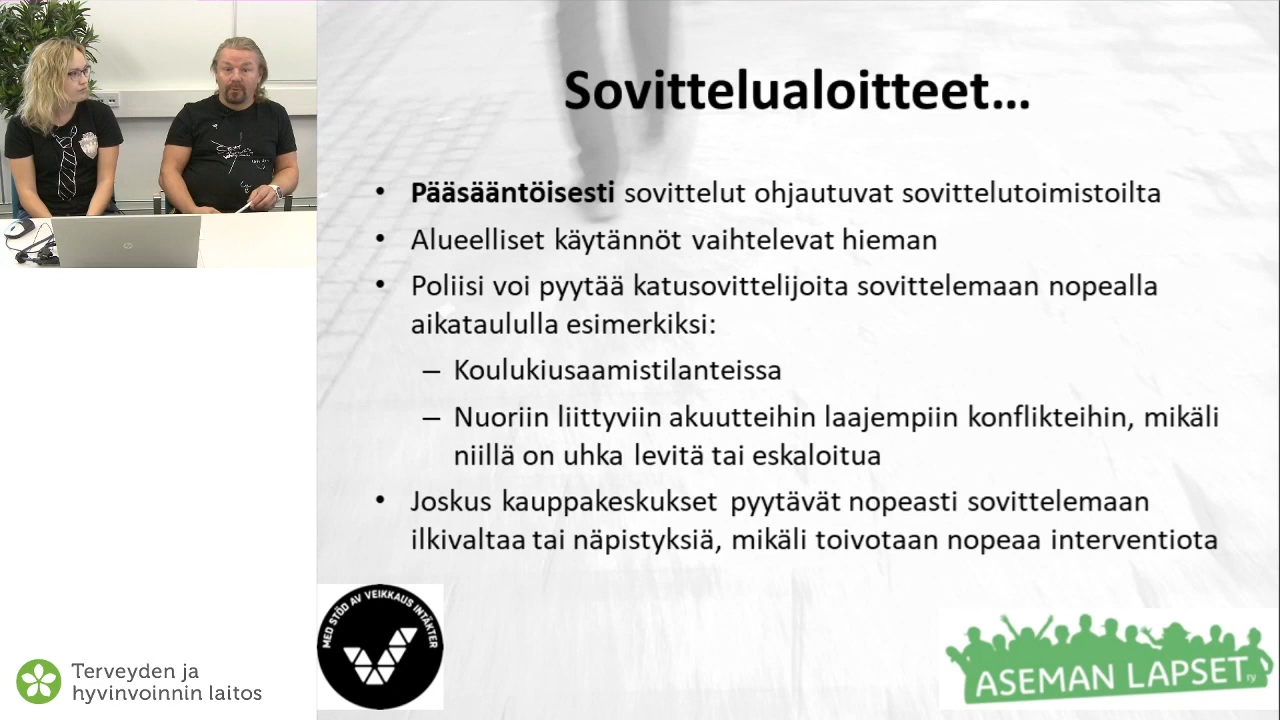 Sovittelualoitteet...
• Pääsääntöisesti sovittelut ohjautuvat sovittelutoimistoilta
• Alueelliset käytännöt vaihtelevat hieman
• Poliisi voi pyytää katusovittelijoita sovittelemaan nopealla
aikataululla esimerkiksi:
– Koulukiusaamistilanteissa
– Nuoriin liittyviin akuutteihin laajempiin konflikteihin, mikäli
niillä on uhka levitä tai eskaloitua
• Joskus kauppakeskukset pyytävät nopeasti sovittelemaan
ilkivaltaa tai näpistyksiä, mikäli toivotaan nopeaa interventiota
MED STÖD AV VEIKKAUS INTÄKTER
ASEMAN LAPSET ry
Terveyden ja
hyvinvoinnin laitos